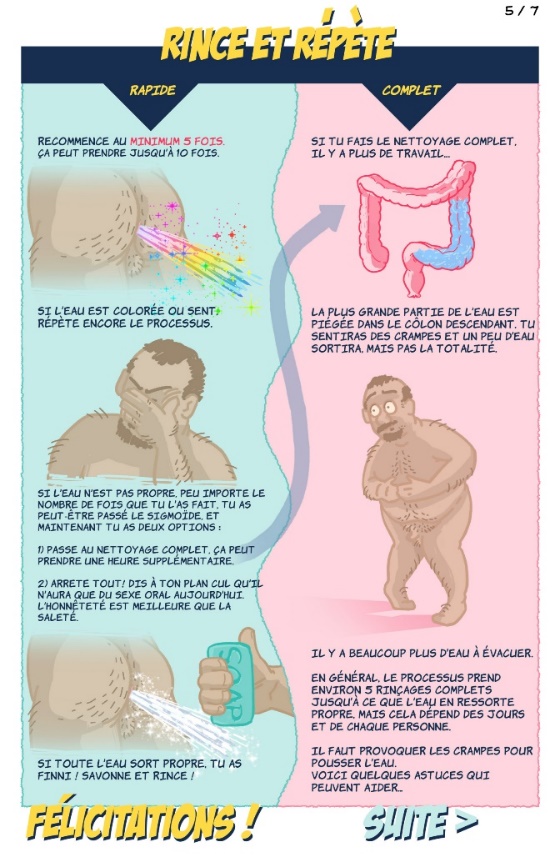 5 / 7
RINCE ET RÉPÈTE
RAPIDE
RECOMMENCE AU MINIMUM 5 FOIS.
ÇA PEUT PRENDRE JUSQU'À 10 FOIS.
SI L'EAU EST COLORÉE OU SENT,
RÉPÈTE ENCORE LE PROCESSUS.
SI L'EAU N'EST PAS PROPRE, PEU IMPORTE LE
NOMBRE DE FOIS QUE TU L'AS FAIT, TU AS
PEUT-ÊTRE PASSÉ LE SIGMOÏDE, ET
MAINTENANT TU AS DEUX OPTIONS :
1) PASSE AU NETTOYAGE COMPLET, ÇA PEUT
PRENDRE UNE HEURE SUPPLÉMENTAIRE.
2) ARRETE TOUT! DIS À TON PLAN CUL QU'IL
N'AURA QUE DU SEXE ORAL AUJOURD'HUI.
L'HONNÊTETÉ EST MEILLEURE QUE LA
SALETÉ.
SOAP
SI TOUTE L'EAU SORT PROPRE, TU AS
FINNI ! SAVONNE ET RINCE !
FÉLICITATIONS !
COMPLET
SI TU FAIS LE NETTOYAGE COMPLET,
IL Y A PLUS DE TRAVAIL...
LA PLUS GRANDE PARTIE DE L'EAU EST
PIÉGÉE DANS LE CÔLON DESCENDANT. TU
SENTIRAS DES CRAMPES ET UN PEU D'EAU
SORTIRA, MAIS PAS LA TOTALITÉ.
IL Y A BEAUCOUP PLUS D'EAU À ÉVACUER.
EN GÉNÉRAL, LE PROCESSUS PREND
ENVIRON 5 RINÇAGES COMPLETS
JUSQU'À CE QUE L'EAU EN RESSORTE
PROPRE, MAIS CELA DÉPEND DES JOURS
ET DE CHAQUE PERSONNE.
IL FAUT PROVOQUER LES CRAMPES POUR
POUSSER L'EAU.
VOICI QUELQUES ASTUCES QUI
PEUVENT AIDER...
SUITE >